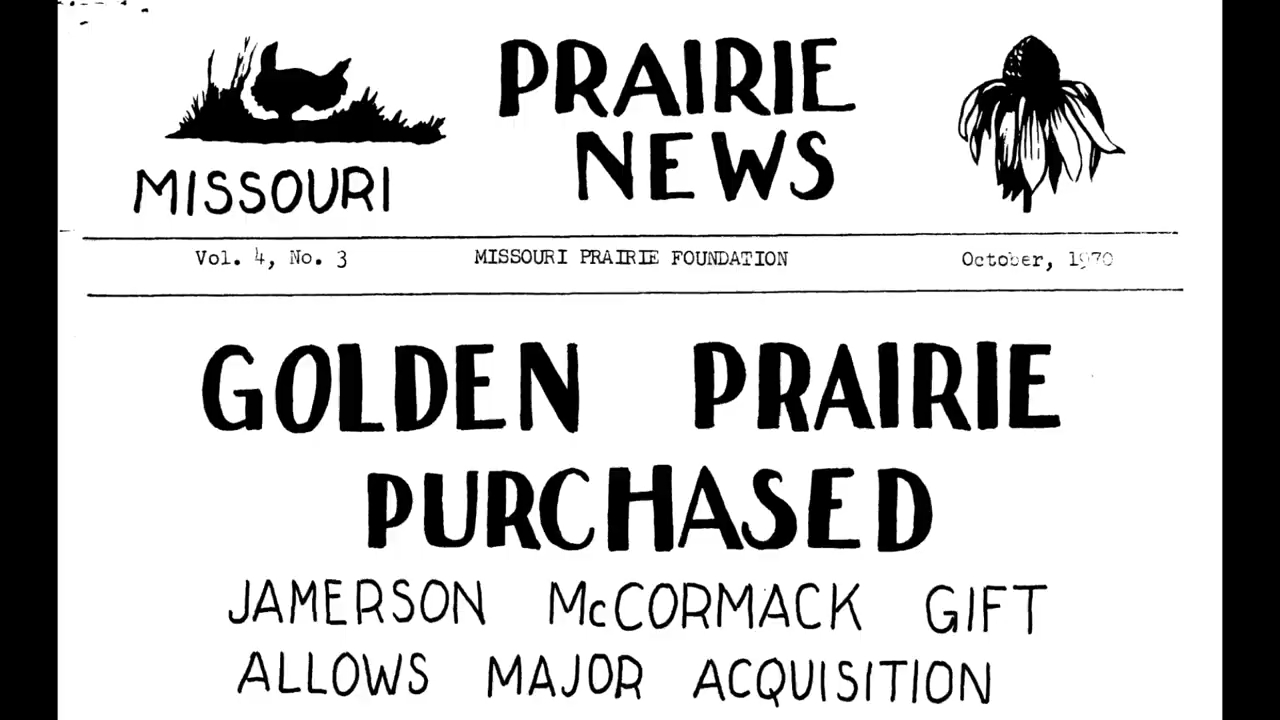 PRAIRIE
NEWS
MISSOURI
Vol. 4, No. 3 MISSOURI PRAIRIE FOUNDATION October, 1970
GOLDEN PRAIRIE
PURCHASED
JAMERSON McCORMACK GIFT
ALLOWS MAJOR ACQUISITION